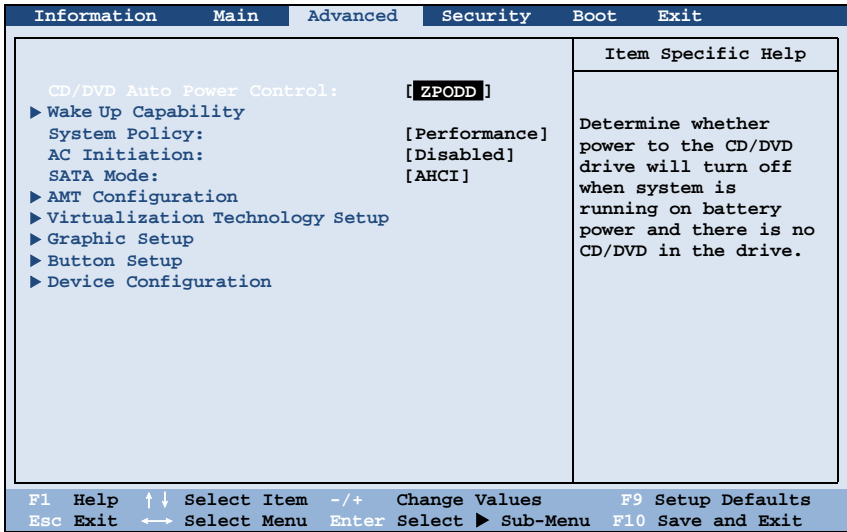 Information Main Advanced Security Boot Exit
Item Specific Help
CD/DVD Auto Power Control: [ ZPODD ]
Wake Up Capability
System Policy: [Performance]
AC Initiation: [Disabled]
SATA Mode: [AHCI]
AMT Configuration
Virtualization Technology Setup
Graphic Setup
Button Setup
Device Configuration
Determine whether
power to the CD/DVD
drive will turn off
when system is
running on battery
power and there is no
CD/DVD in the drive.
F1 Help ↑↓ Select Item -/+ Change Values F9 Setup Defaults
Esc Exit ←→ Select Menu Enter Select ▶ Sub-Menu F10 Save and Exit